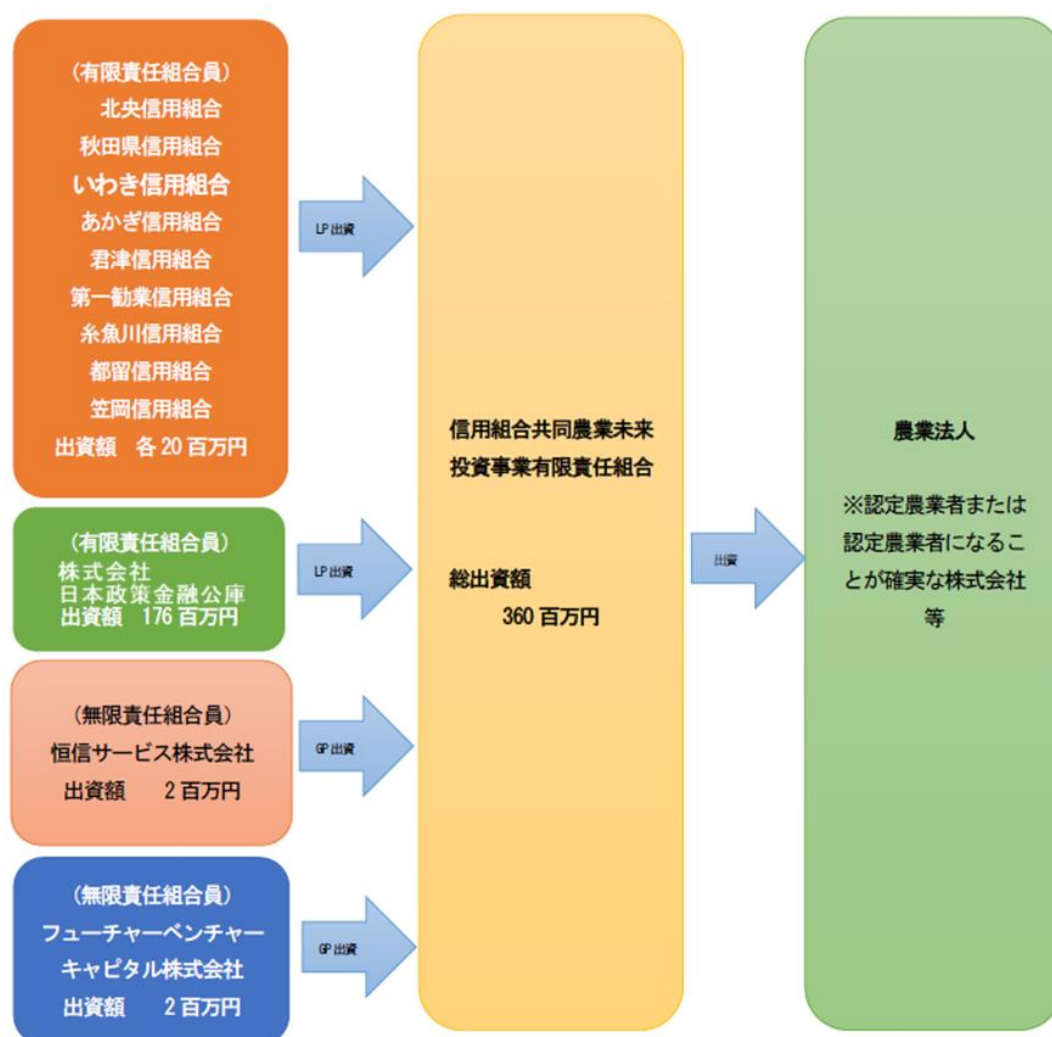 （有限責任組合員）
北央信用組合
秋田県信用組合
いわき信用組合
あかぎ信用組合
君津信用組合
第一勧業信用組合
糸魚川信用組合
都留信用組合
笠岡信用組合
出資額　各20百万円
LP出資
（有限責任組合員）
株式会社
日本政策金融公庫
出資額　176百万円
LP出資
（無限責任組合員）
恒信サービス株式会社
出資額　　2百万円
GP出資
（無限責任組合員）
フューチャーベンチャー
キャピタル株式会社
出資額　　2百万円
GP出資
信用組合共同農業未来
投資事業有限責任組合
総出資額
360百万円
出資
農業法人
※認定農業者または
認定農業者になるこ
とが確実な株式会社
等